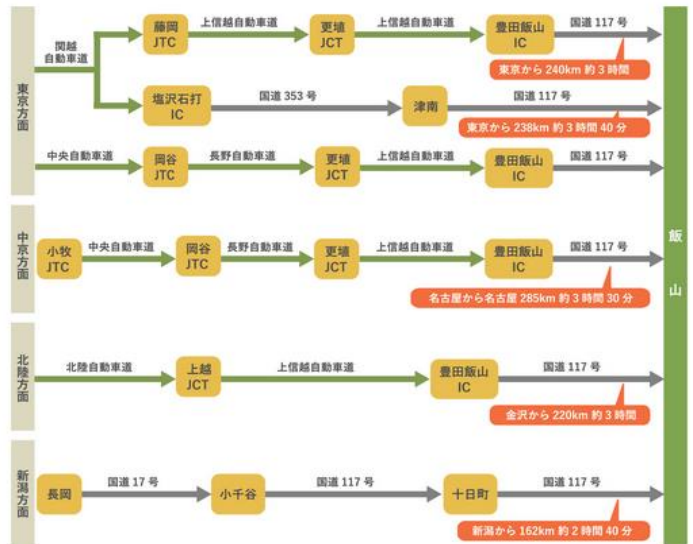 東京方面
関越
自動車道
藤岡
JTC
上信越自動車道
更埴
JCT
上信越自動車道
豊田飯山
IC
国道 117 号
東京から 240km 約 3 時間
塩沢石打
IC
国道 353 号
津南
国道 117 号
東京から 238km 約 3 時間 40 分
中央自動車道
岡谷
JTC
長野自動車道
更埴
JCT
上信越自動車道
豊田飯山
IC
国道 117 号
中京方面
小牧
JTC
中央自動車道
岡谷
JTC
長野自動車道
更埴
JCT
上信越自動車道
豊田飯山
IC
国道 117 号
名古屋から名古屋 285km 約 3 時間 30 分
北陸方面
北陸自動車道
上越
JCT
上信越自動車道
豊田飯山
IC
国道 117 号
金沢から 220km 約 3 時間
新潟方面
長岡
国道 17 号
小千谷
国道 117 号
十日町
国道 117 号
新潟から 162km 約 2 時間 40 分
飯山